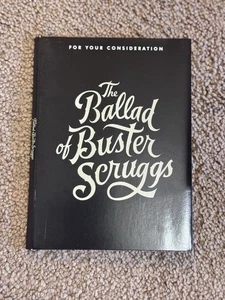 FOR YOUR CONSIDERATION
The
Ballad
of Buster
Scruggs